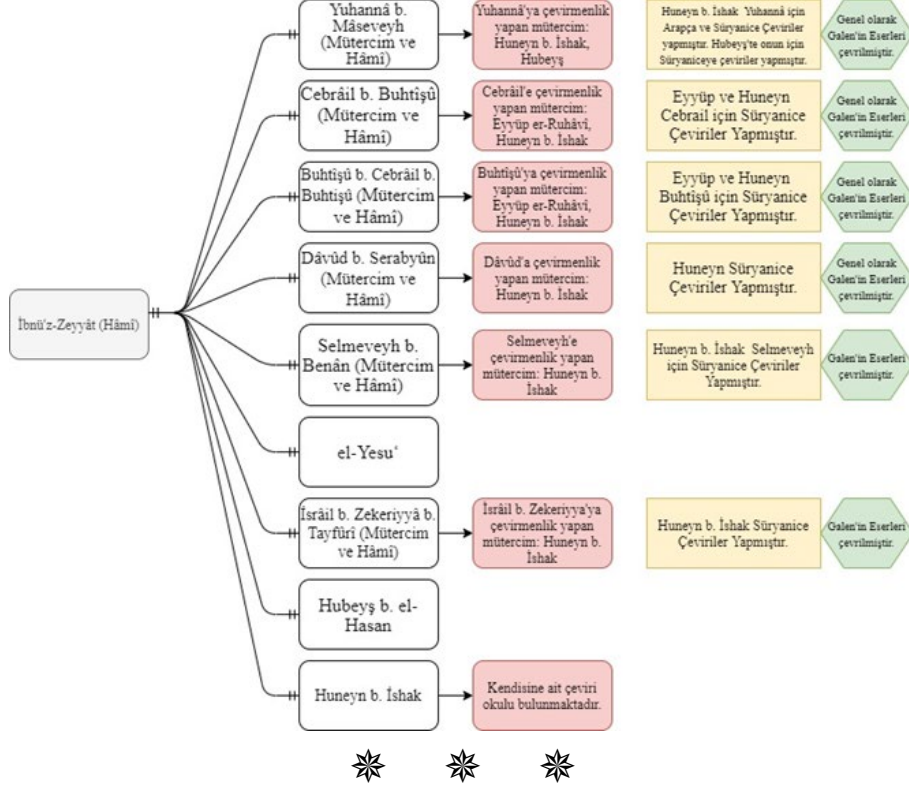 İbnü'z-Zeyyât (Hâmî)
Yuhannâ b.
Mâseveyh
(Mütercim ve
Hâmî)
Yuhannâ'ya çevirmenlik
yapan mütercim:
Huneyn b. İshak,
Hubeyş
Huneyn b. İshak Yuhannâ için
Arapça ve Süryanice Çeviriler
yapmıştır. Hubeyş'te onun için
Süryaniceye çeviriler yapmıştır.
Genel olarak
Galen'in Eserleri
çevrilmiştir.
Cebrâil b. Buhtîşû
(Mütercim ve
Hâmî)
Cebrâil'e çevirmenlik
yapan mütercim:
Eyyüp er-Ruhâvî,
Huneyn b. İshak
Eyyüp ve Huneyn
Cebrail için Süryanice
Çeviriler Yapmıştır.
Genel olarak
Galen'in Eserleri
çevrilmiştir.
Buhtîşû b. Cebrâil b.
Buhtîşû (Mütercim
ve Hâmî)
Buhtîşû'ya çevirmenlik
yapan mütercim:
Eyyüp er-Ruhâvî,
Huneyn b. İshak
Eyyüp ve Huneyn
Buhtîşû için Süryanice
Çeviriler Yapmıştır.
Genel olarak
Galen'in Eserleri
çevrilmiştir.
Dâvûd b. Serabyûn
(Mütercim ve
Hâmî)
Dâvûd'a çevirmenlik
yapan mütercim:
Huneyn b. İshak
Huneyn Süryanice
Çeviriler Yapmıştır.
Genel olarak
Galen'in Eserleri
çevrilmiştir.
Selmeveyh b.
Benân (Mütercim
ve Hâmî)
Selmeveyh'e
çevirmenlik yapan
mütercim: Huneyn b.
İshak
Huneyn b. İshak Selmeveyh
için Süryanice Çeviriler
Yapmıştır.
Galen'in Eserleri
çevrilmiştir.
el-Yesu‘
İsrâil b. Zekeriyyâ b.
Tayfûrî (Mütercim
ve Hâmî)
İsrâil b. Zekeriyya'ya
çevirmenlik yapan
mütercim: Huneyn b.
İshak
Huneyn b. İshak Süryanice
Çeviriler Yapmıştır.
Galen'in Eserleri
çevrilmiştir.
Hubeyş b. el-
Hasan
Huneyn b. İshak
Kendisine ait çeviri
okulu bulunmaktadır.